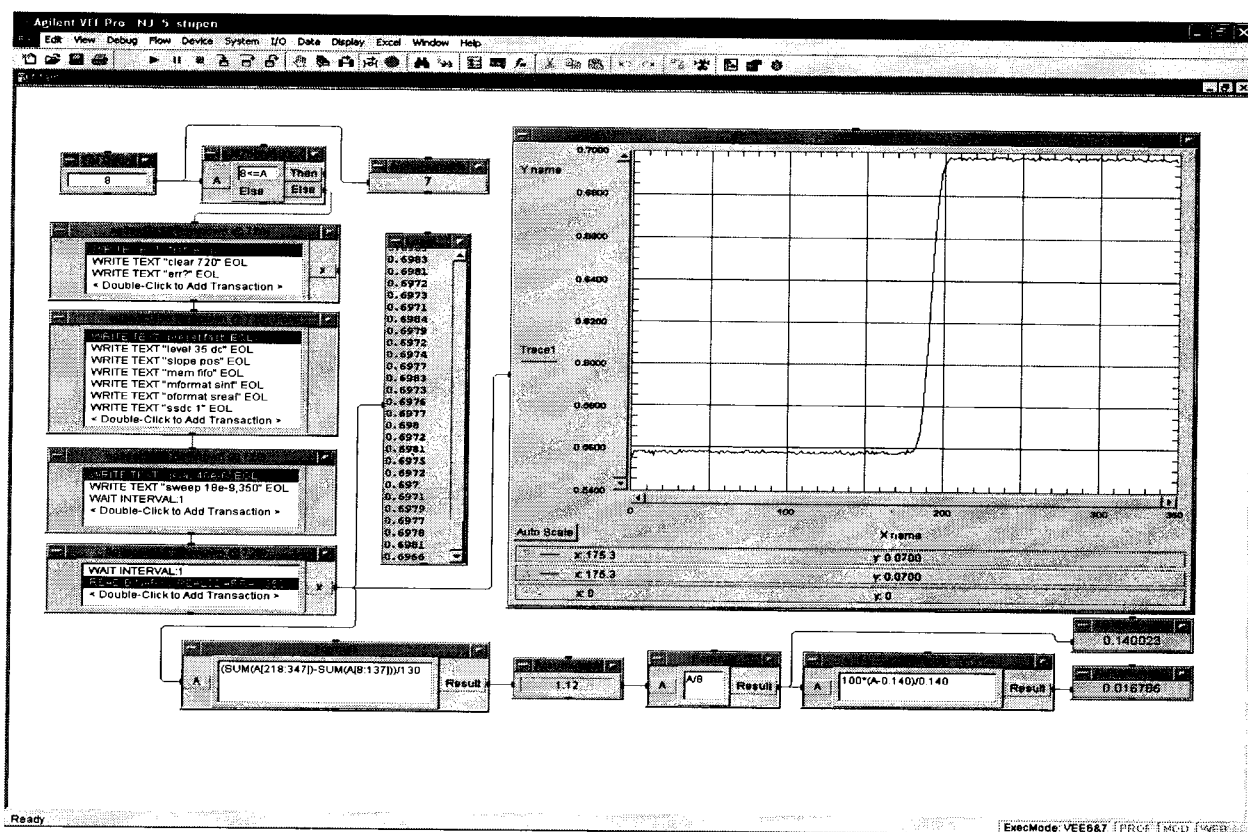 Agilent VEE Pro NJ_5_stupen
Edit View Debug Flow Device System I/O Data Display Excel Window Help
8
A
8<=A
Then
Else
Else
7
WRITE TEXT "clear 720" EOL
WRITE TEXT "err?" EOL
< Double-Click to Add Transaction >
x
WRITE TEXT "presetfast" EOL
WRITE TEXT "level 35 dc" EOL
WRITE TEXT "slope pos" EOL
WRITE TEXT "mem fifo" EOL
WRITE TEXT "mformat sint" EOL
WRITE TEXT "oformat sreal" EOL
WRITE TEXT "ssdc 1" EOL
< Double-Click to Add Transaction >
WRITE TEXT "sweep 18e-9,350" EOL
WAIT INTERVAL:1
< Double-Click to Add Transaction >
WAIT INTERVAL:1
< Double-Click to Add Transaction >
x
0.6983
0.6981
0.6972
0.6973
0.6971
0.6984
0.6979
0.6972
0.6974
0.6977
0.6983
0.6973
0.6976
0.6977
0.698
0.6972
0.6981
0.6975
0.6972
0.697
0.6971
0.6979
0.6977
0.6978
0.6981
0.6966
Y name
Trace1
0.7000
0.6800
0.6600
0.6400
0.6200
0.6000
0.5800
0.5600
0.5400
0
100
200
300
350
X name
Auto Scale
x:175.3
y:0.0700
x:175.3
y:0.0700
x:0
y:0
A
(SUM(A[218:347])-SUM(A[8:137]))/130
Result
1.12
A
A/8
Result
A
100*(A-0.140)/0.140
Result
0.140023
0.016786
Ready
ExecMode: VEE6&7
PROF
MOD
WEB